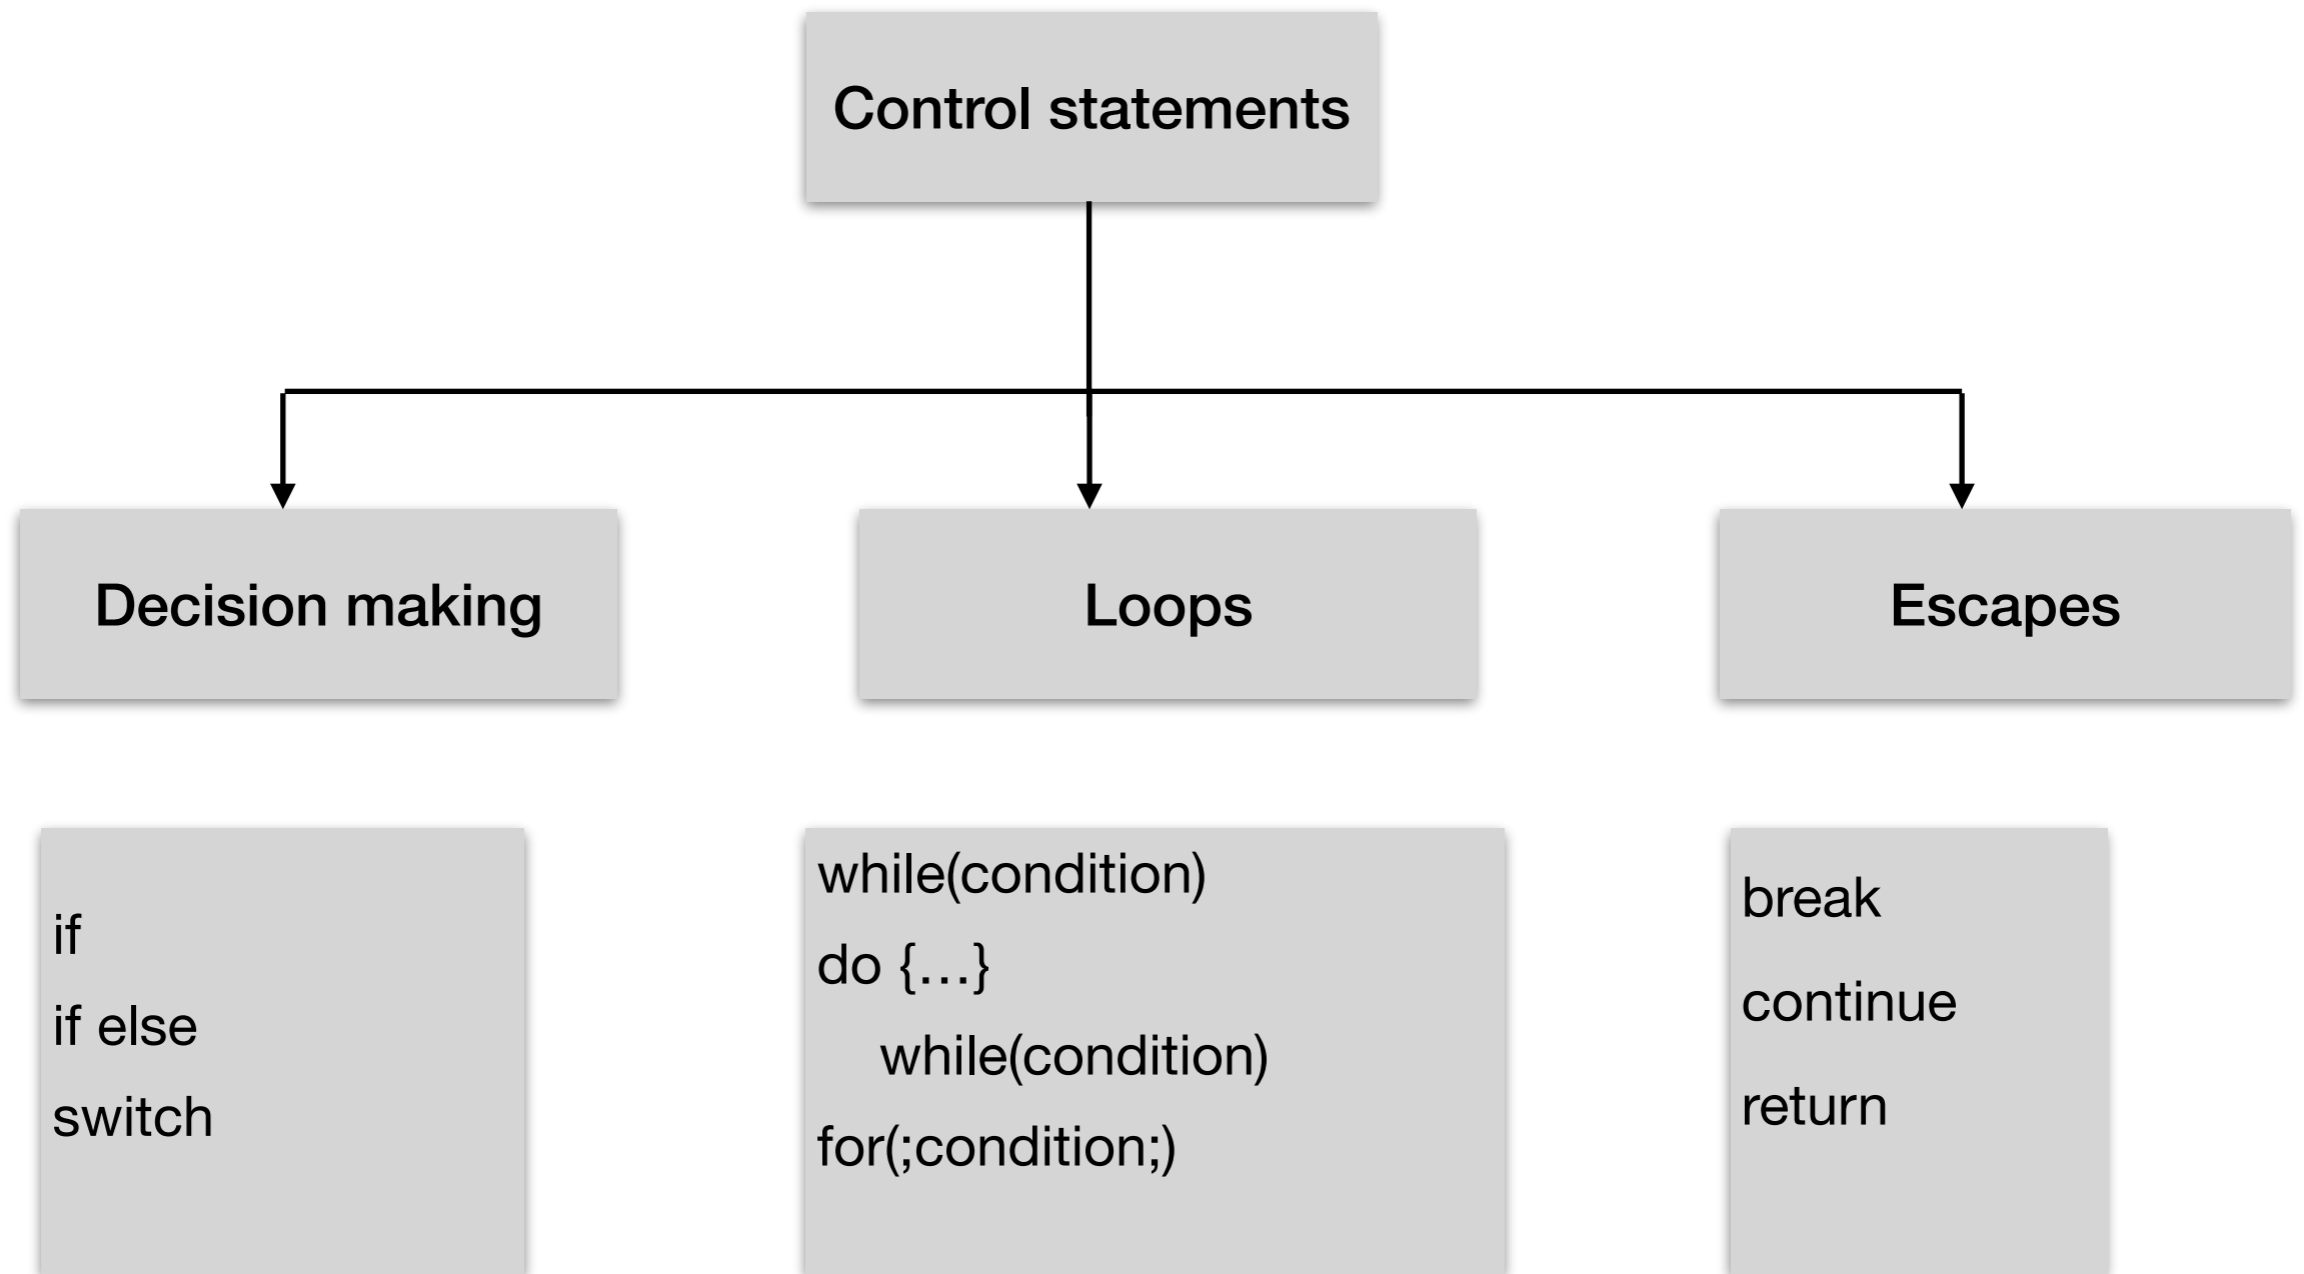 Control statements
Decision making
Loops
Escapes
if
if else
switch
while(condition)
do {...}
while(condition)
for(;condition;)
break
continue
return